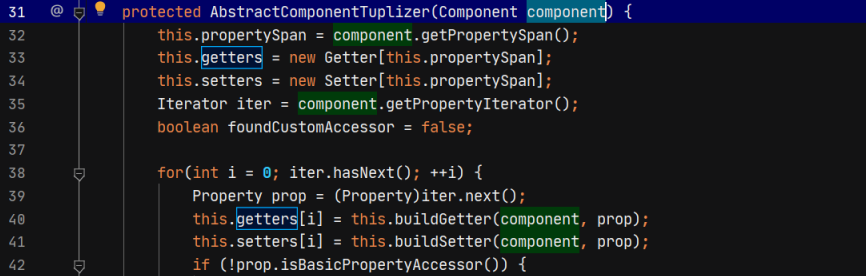 31 @ protected AbstractComponentTuplizer(Component component) {
32 this.propertySpan = component.getPropertySpan();
33 this.getters = new Getter[this.propertySpan];
34 this.setters = new Setter[this.propertySpan];
35 Iterator iter = component.getPropertyIterator();
36 boolean foundCustomAccessor = false;
37
38 for(int i = 0; iter.hasNext(); ++i) {
39 Property prop = (Property)iter.next();
40 this.getters[i] = this.buildGetter(component, prop);
41 this.setters[i] = this.buildSetter(component, prop);
42 if (!prop.isBasicPropertyAccessor()) {